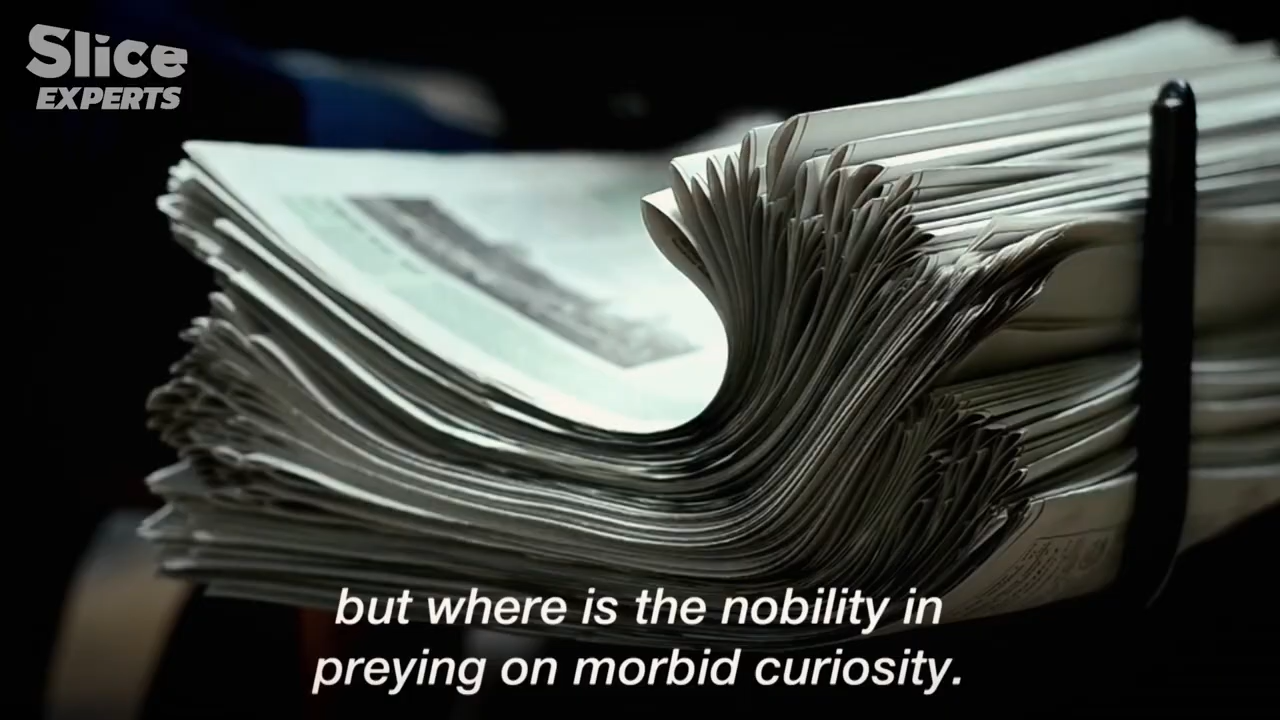 Slice
EXPERTS
but where is the nobility in
preying on morbid curiosity.